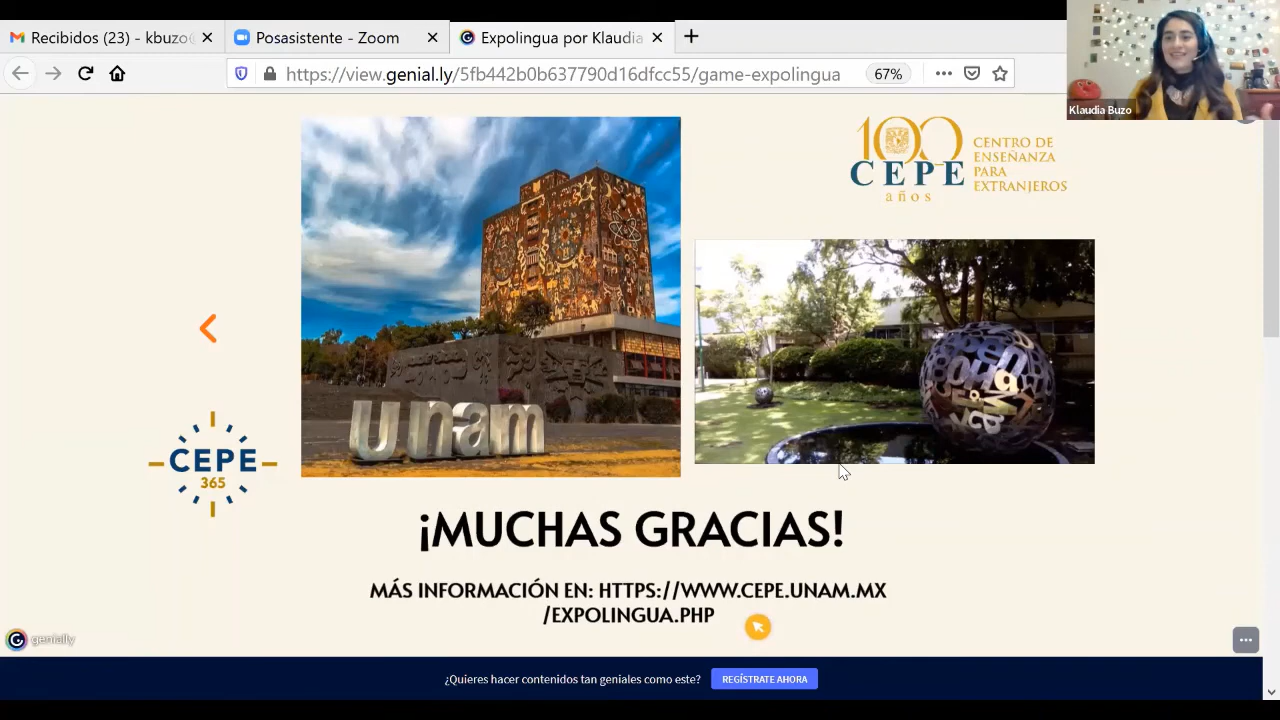 Recibidos (23) - kbuzo
Posasistente - Zoom
Expolingua por Klaudia
https://view.genial.ly/5fb442b0b637790d16dfcc55/game-expolingua
67%
Klaudia Buzo
100
CEPE
años
CENTRO DE
ENSEÑANZA
PARA
EXTRANJEROS
unam
CEPE
365
¡MUCHAS GRACIAS!
MÁS INFORMACIÓN EN: HTTPS://WWW.CEPE.UNAM.MX
/EXPOLINGUA.PHP
genially
¿Quieres hacer contenidos tan geniales como este?
REGÍSTRATE AHORA